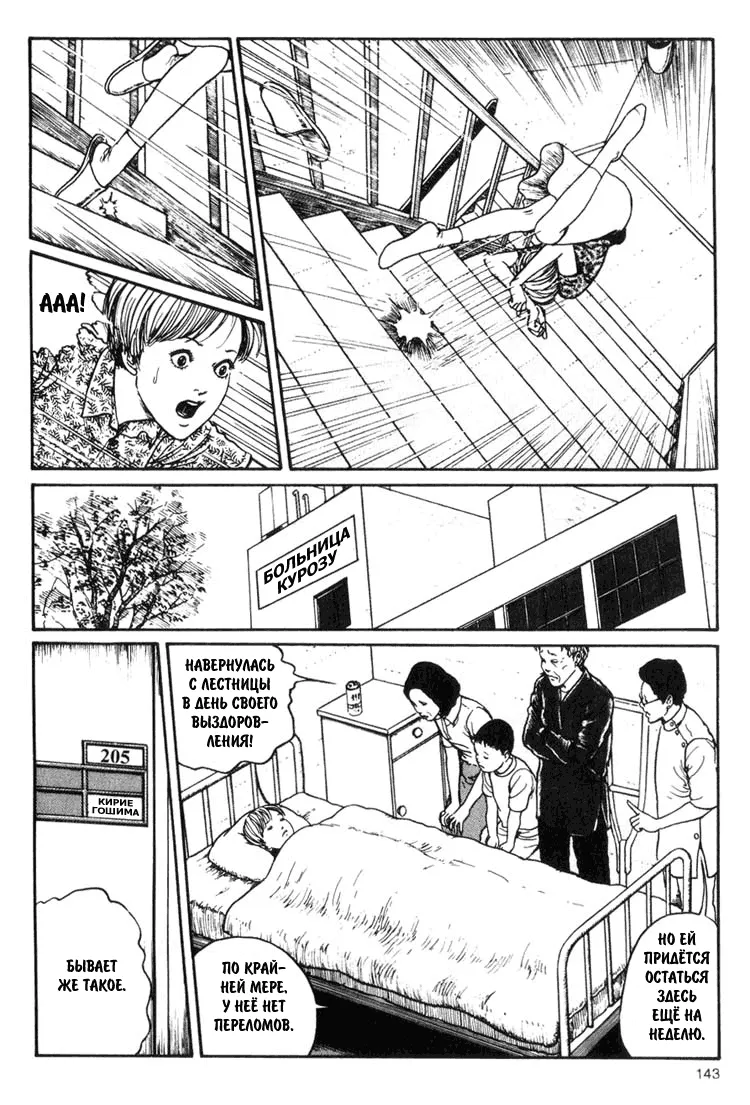 ААА!
БОЛЬНИЦА
КУРОЗУ
205
КИРИЕ
ГОШИМА
БЫВАЕТ
ЖЕ ТАКОЕ.
НАВЕРНУЛАСЬ
С ЛЕСТНИЦЫ
В ДЕНЬ СВОЕГО
ВЫЗДОРОВ-
ЛЕНИЯ!
ПО КРАЙ-
НЕЙ МЕРЕ,
У НЕЁ НЕТ
ПЕРЕЛОМОВ.
НО ЕЙ
ПРИДЁТСЯ
ОСТАТЬСЯ
ЗДЕСЬ
ЕЩЁ НА
НЕДЕЛЮ.
143